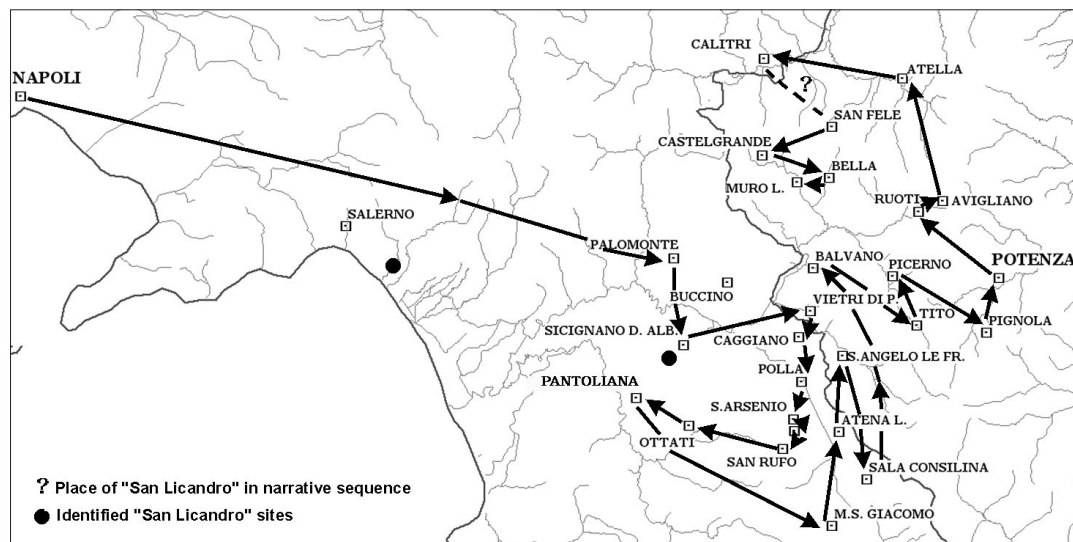 CALITRI
NAPOLI
ATELLA
?
SAN FELE
CASTELGRANDE
BELLA
MURO L.
RUOTI
AVIGLIANO
SALERNO
PALOMONTE
BALVANO
PICERNO
POTENZA
BUCCINO
VIETRI DI P.
TITO
PIGNOLA
SICIGNANO D. ALB.
CAGGIANO
S.ANGELO LE FR.
POLLA
PANTOLIANA
S.ARSENIO
ATENA L.
OTTATI
SAN RUFO
SALA CONSILINA
? Place of "San Licandro" in narrative sequence
M.S. GIACOMO
Identified "San Licandro" sites